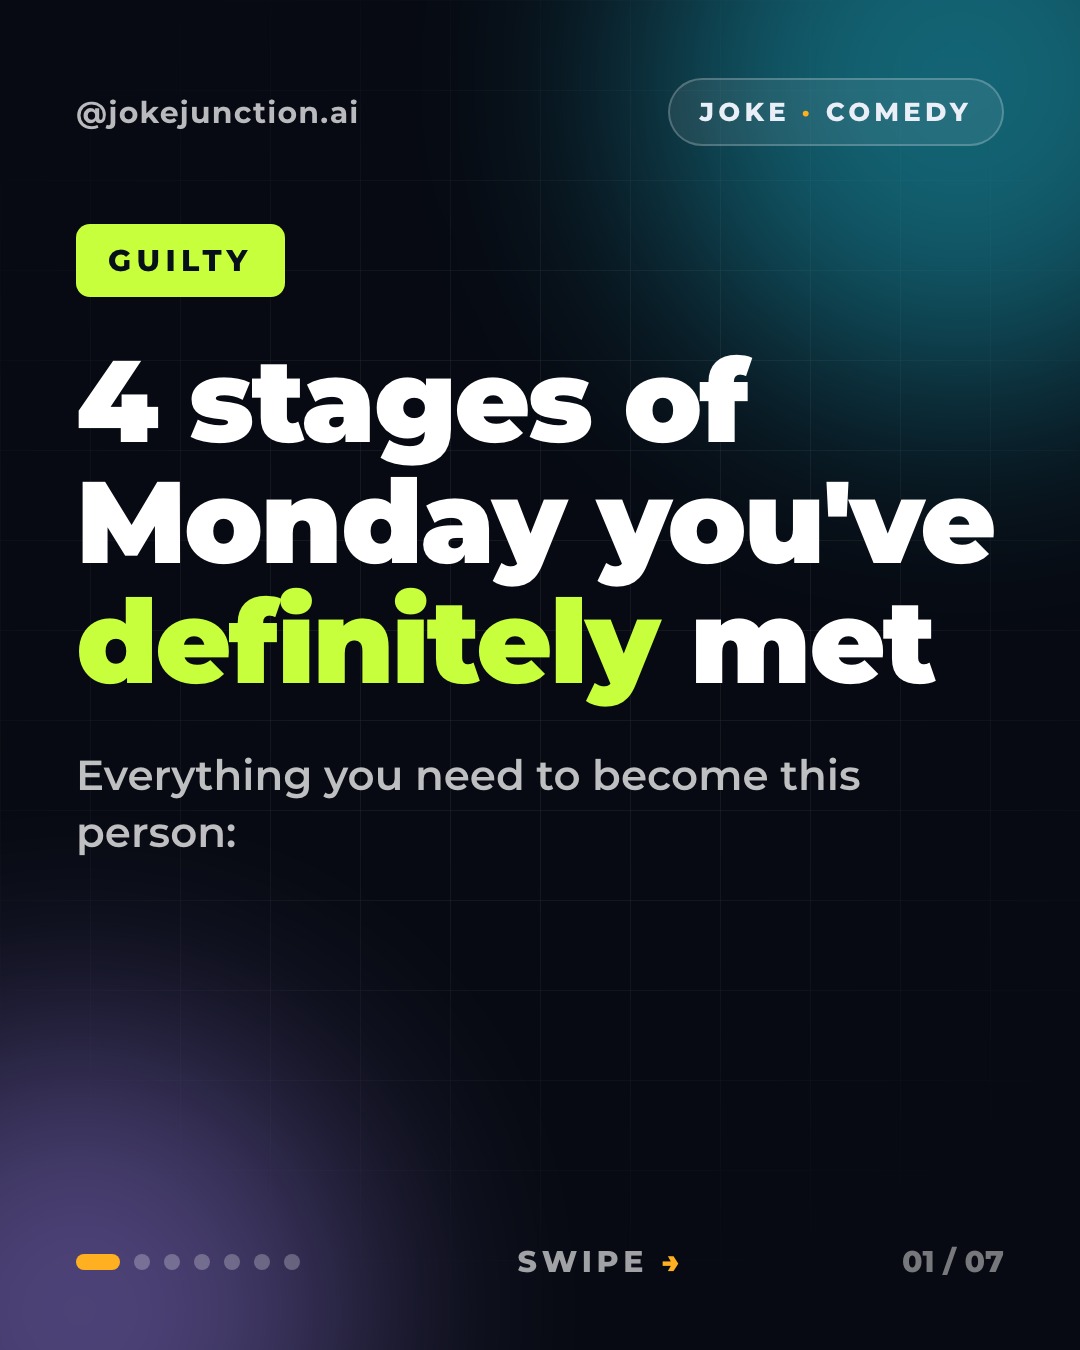 @jokejunction.ai
JOKE · COMEDY
GUILTY
4 stages of
Monday you've
definitely met
Everything you need to become this
person:
SWIPE →
01 / 07